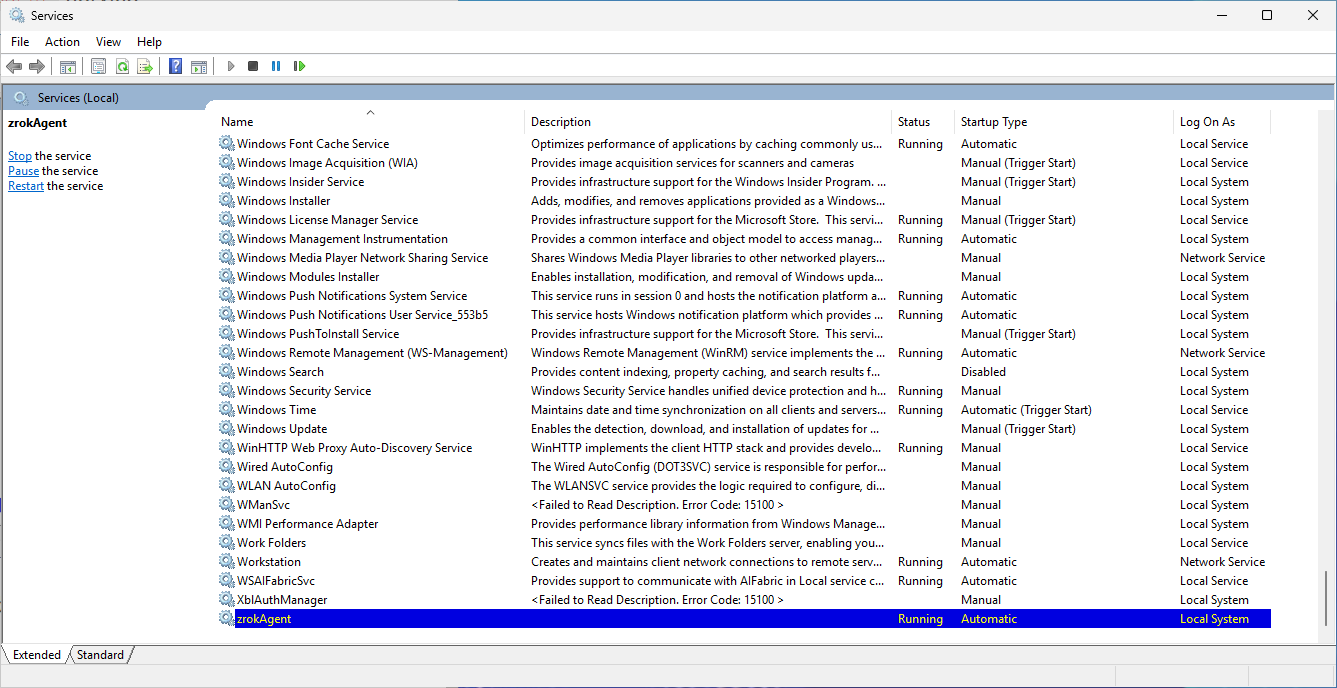 Services
File Action View Help
Services (Local)
zrokAgent
Stop the service
Pause the service
Restart the service
Name Description Status Startup Type Log On As
Windows Font Cache Service Optimizes performance of applications by caching commonly us... Running Automatic Local Service
Windows Image Acquisition (WIA) Provides image acquisition services for scanners and cameras Manual (Trigger Start) Local Service
Windows Insider Service Provides infrastructure support for the Windows Insider Program. ... Manual (Trigger Start) Local System
Windows Installer Adds, modifies, and removes applications provided as a Windows... Manual Local System
Windows License Manager Service Provides infrastructure support for the Microsoft Store.  This servi... Running Manual (Trigger Start) Local Service
Windows Management Instrumentation Provides a common interface and object model to access manag... Running Automatic Local System
Windows Media Player Network Sharing Service Shares Windows Media Player libraries to other networked players... Manual Network Service
Windows Modules Installer Enables installation, modification, and removal of Windows upda... Manual Local System
Windows Push Notifications System Service This service runs in session 0 and hosts the notification platform a... Running Automatic Local System
Windows Push Notifications User Service_553b5 This service hosts Windows notification platform which provides ... Running Automatic Local System
Windows PushToInstall Service Provides infrastructure support for the Microsoft Store.  This servi... Manual (Trigger Start) Local System
Windows Remote Management (WS-Management) Windows Remote Management (WinRM) service implements the ... Running Automatic Network Service
Windows Search Provides content indexing, property caching, and search results f... Disabled Local System
Windows Security Service Windows Security Service handles unified device protection and h... Running Manual Local System
Windows Time Maintains date and time synchronization on all clients and servers... Running Automatic (Trigger Start) Local Service
Windows Update Enables the detection, download, and installation of updates for ... Manual (Trigger Start) Local System
WinHTTP Web Proxy Auto-Discovery Service WinHTTP implements the client HTTP stack and provides develo... Running Manual Local Service
Wired AutoConfig The Wired AutoConfig (DOT3SVC) service is responsible for perfor... Manual Local System
WLAN AutoConfig The WLANSVC service provides the logic required to configure, di... Manual Local System
WManSvc <Failed to Read Description. Error Code: 15100 > Manual Local System
WMI Performance Adapter Provides performance library information from Windows Manage... Manual Local System
Work Folders This service syncs files with the Work Folders server, enabling you... Manual Local Service
Workstation Creates and maintains client network connections to remote serv... Running Automatic Network Service
WSAIFabricSvc Provides support to communicate with AIFabric in Local service c... Running Automatic Local Service
XblAuthManager <Failed to Read Description. Error Code: 15100 > Manual Local System
zrokAgent Running Automatic Local System
Extended Standard